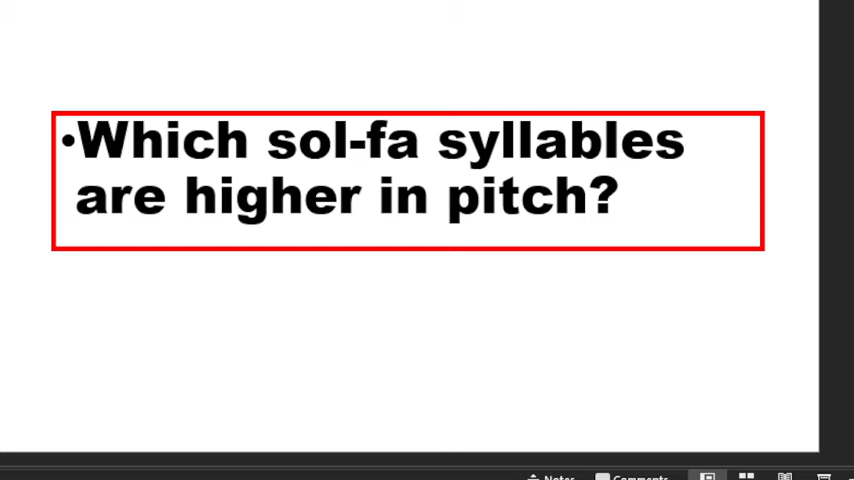 •Which sol-fa syllables
are higher in pitch?
Notes Comments